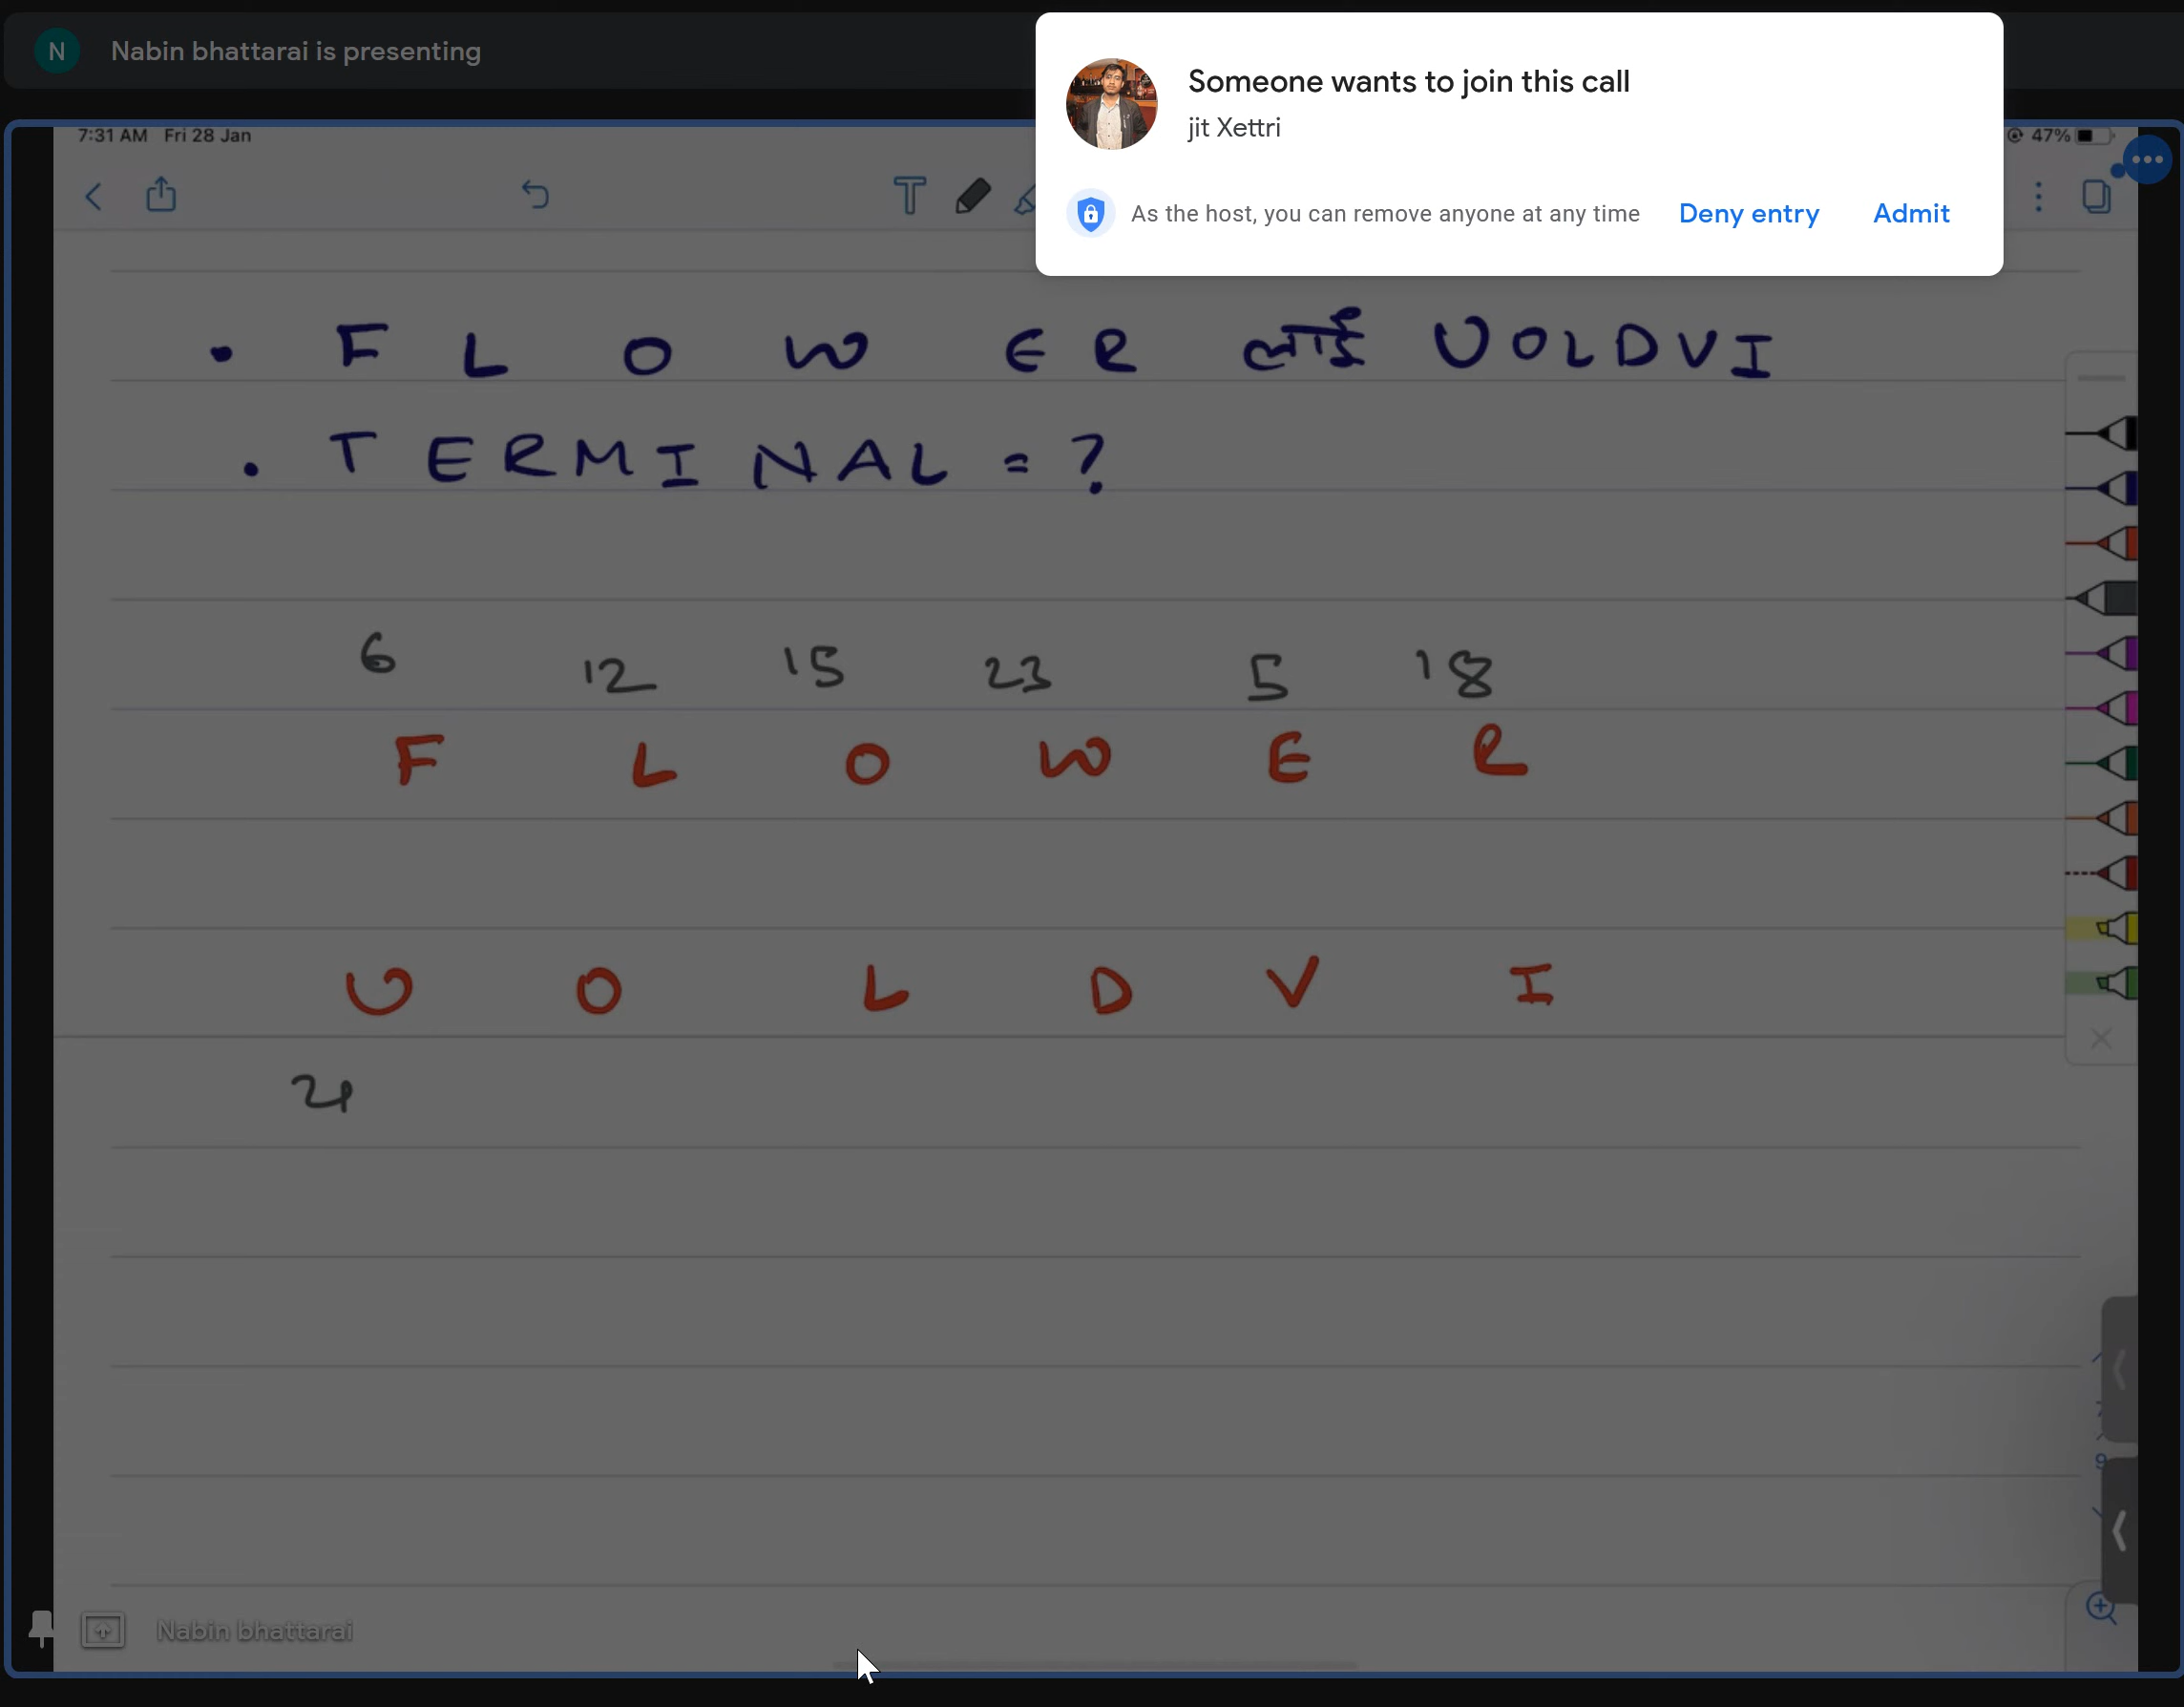 N Nabin bhattarai is presenting
Someone wants to join this call
jit Xettri
As the host, you can remove anyone at any time Deny entry Admit
7:31 AM Fri 28 Jan 47%
T
• F L O W E R लाई U O L D V I
• T E R M I N A L = ?
6 12 15 23 5 18
F L O W E R
U O L D V I
21
Nabin bhattarai